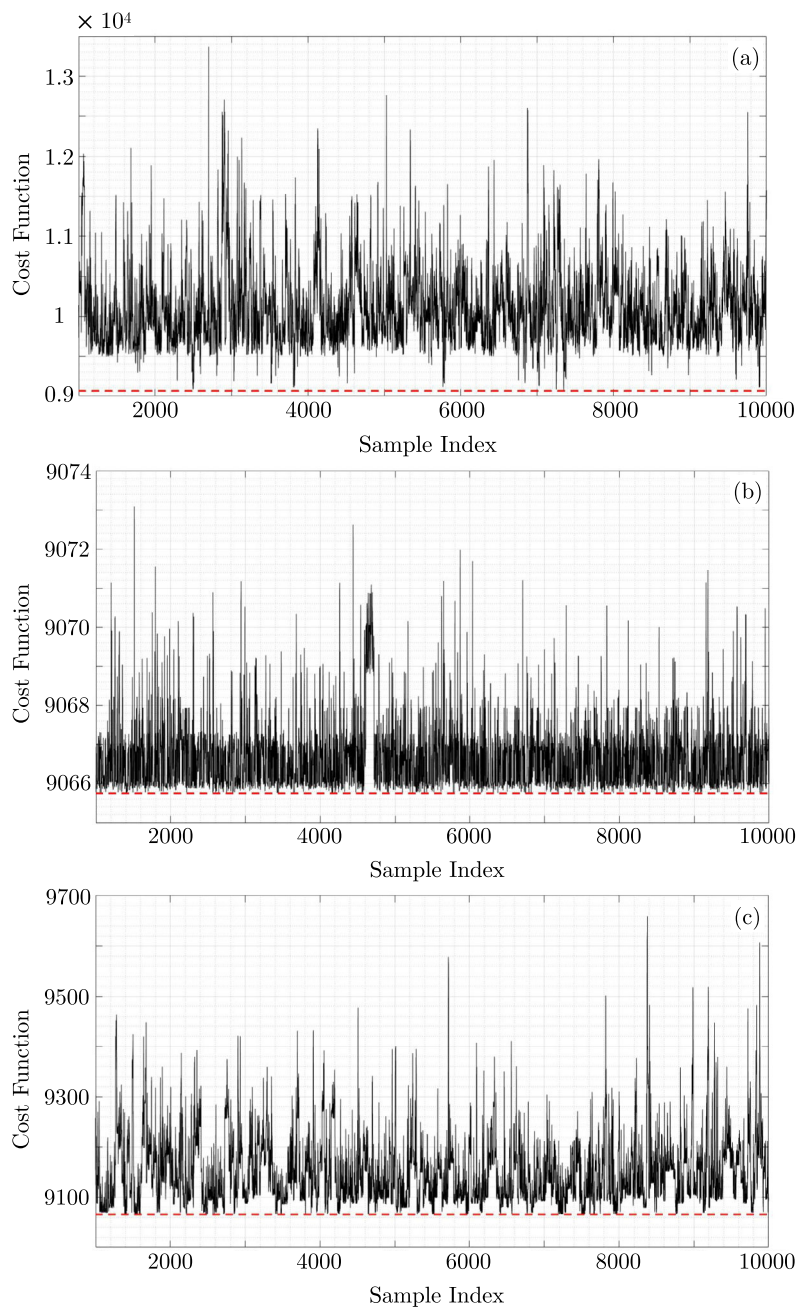 × 10⁴
(a)
1.3
1.2
1.1
1
0.9
Cost Function
2000 4000 6000 8000 10000
Sample Index
9074
(b)
9072
9070
9068
9066
Cost Function
2000 4000 6000 8000 10000
Sample Index
9700
(c)
9500
9300
9100
Cost Function
2000 4000 6000 8000 10000
Sample Index